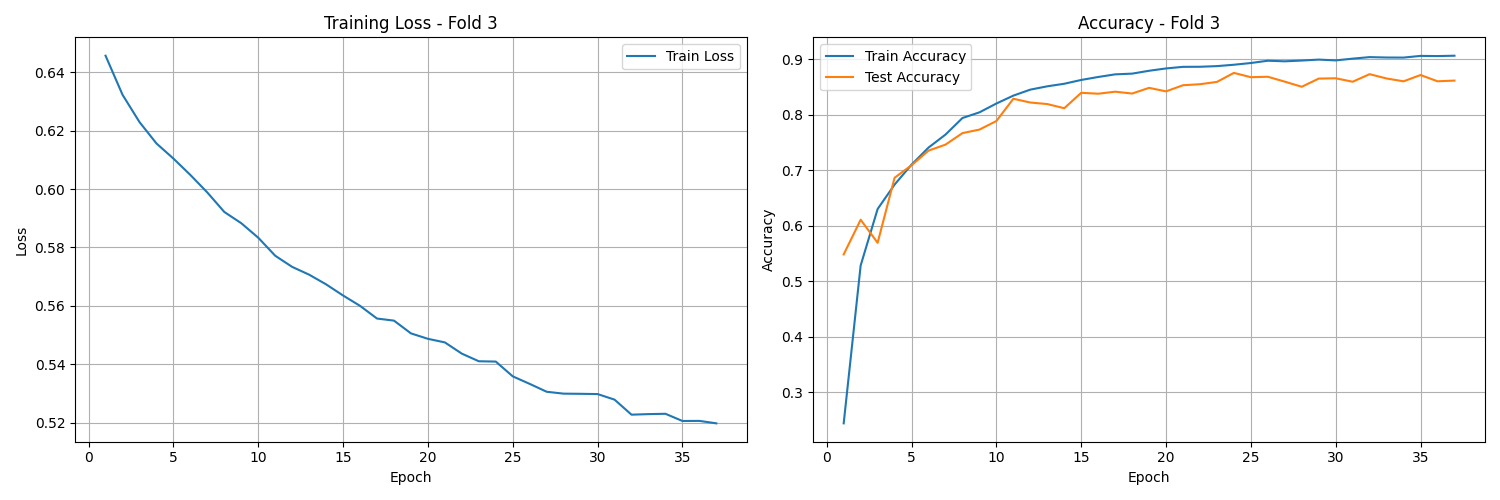 Training Loss - Fold 3
Train Loss
0.64
0.62
0.60
0.58
0.56
0.54
0.52
Loss
0 5 10 15 20 25 30 35
Epoch
Accuracy - Fold 3
Train Accuracy
Test Accuracy
0.9
0.8
0.7
0.6
0.5
0.4
0.3
Accuracy
0 5 10 15 20 25 30 35
Epoch